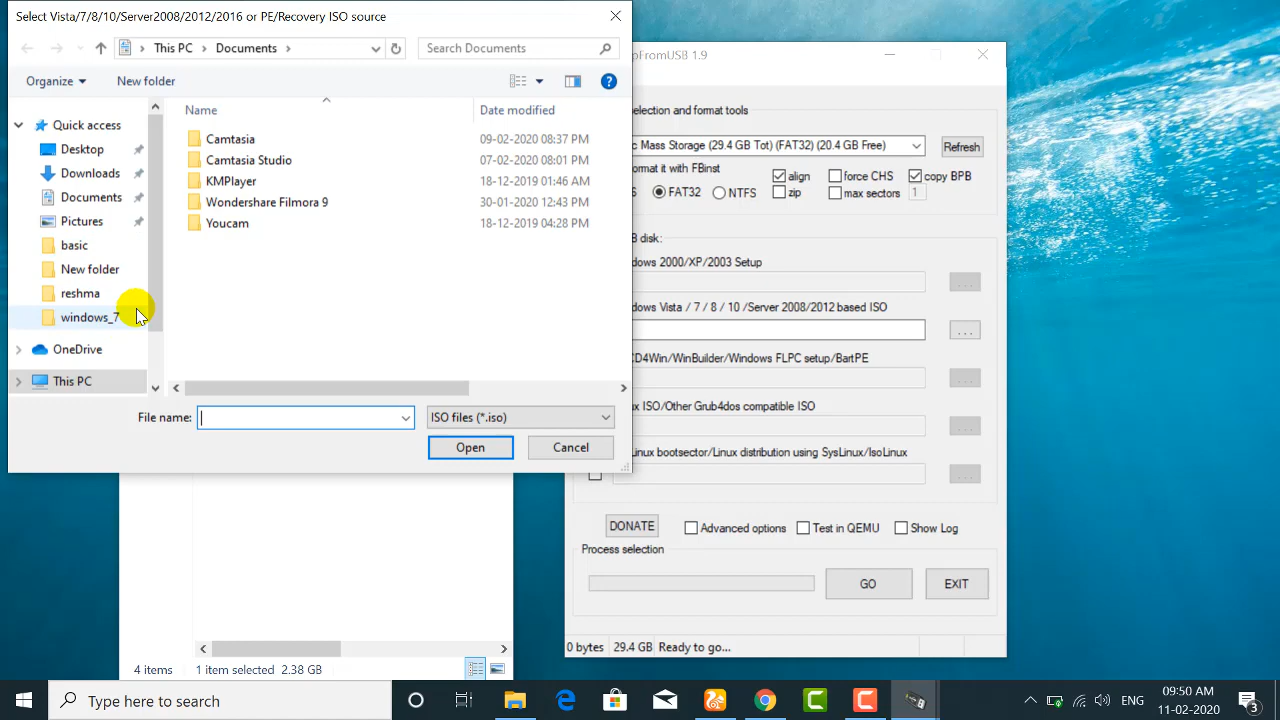 Select Vista/7/8/10/Server2008/2012/2016 or PE/Recovery ISO source
This PC > Documents >
Search Documents
Organize
New folder
Name
Date modified
Quick access
Desktop
Downloads
Documents
Pictures
basic
New folder
reshma
windows_7
OneDrive
This PC
Camtasia 09-02-2020 08:37 PM
Camtasia Studio 07-02-2020 08:01 PM
KMPlayer 18-12-2019 01:46 AM
Wondershare Filmora 9 30-01-2020 12:43 PM
Youcam 18-12-2019 04:28 PM
File name:
ISO files (*.iso)
Open
Cancel
pFromUSB 1.9
election and format tools
c Mass Storage (29.4 GB Tot) (FAT32) (20.4 GB Free)
Refresh
ormat it with FBinst
align
force CHS
copy BPB
S
FAT32
NTFS
zip
max sectors
1
B disk:
dows 2000/XP/2003 Setup
...
dows Vista / 7 / 8 / 10 /Server 2008/2012 based ISO
...
CD4Win/WinBuilder/Windows FLPC setup/BartPE
...
ux ISO/Other Grub4dos compatible ISO
...
Linux bootsector/Linux distribution using SysLinux/IsoLinux
...
DONATE
Advanced options
Test in QEMU
Show Log
Process selection
GO
EXIT
0 bytes
29.4 GB
Ready to go...
4 items
1 item selected 2.38 GB
Type here to search
ENG
09:50 AM
11-02-2020
3